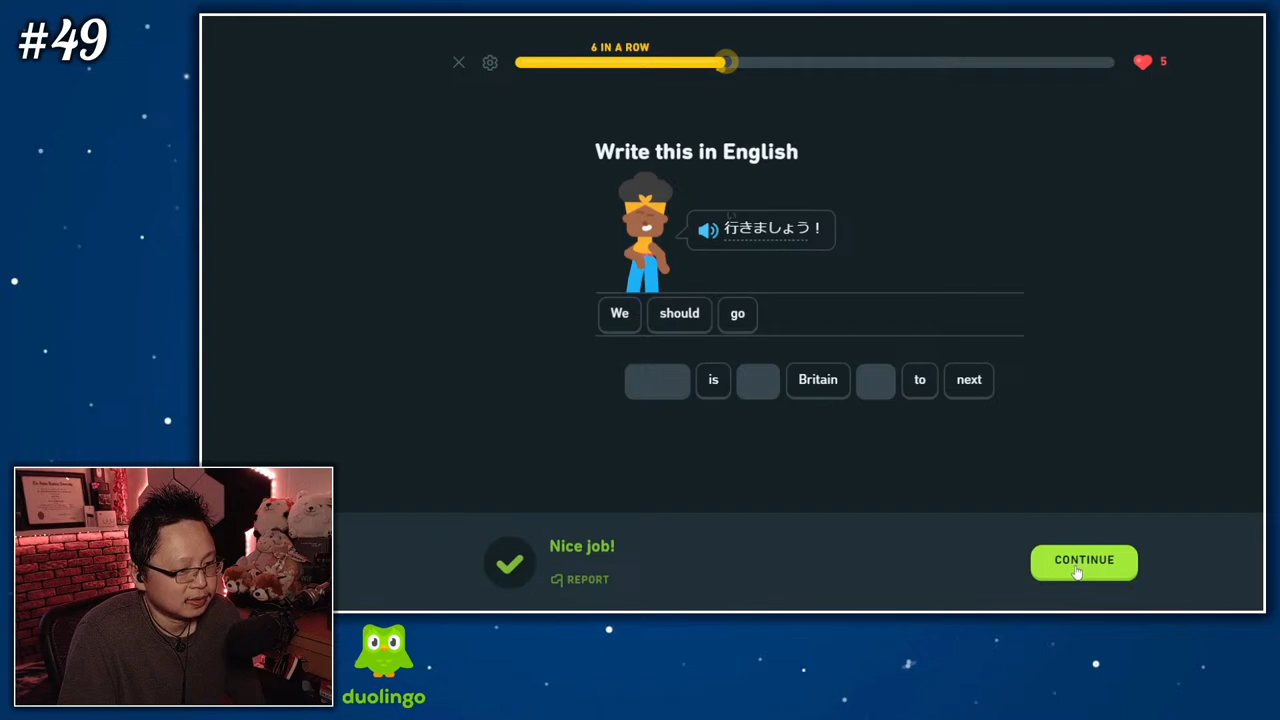 #49
6 IN A ROW
5
Write this in English
い
行きましょう！
We should go
is Britain to next
Nice job!
REPORT
CONTINUE
duolingo